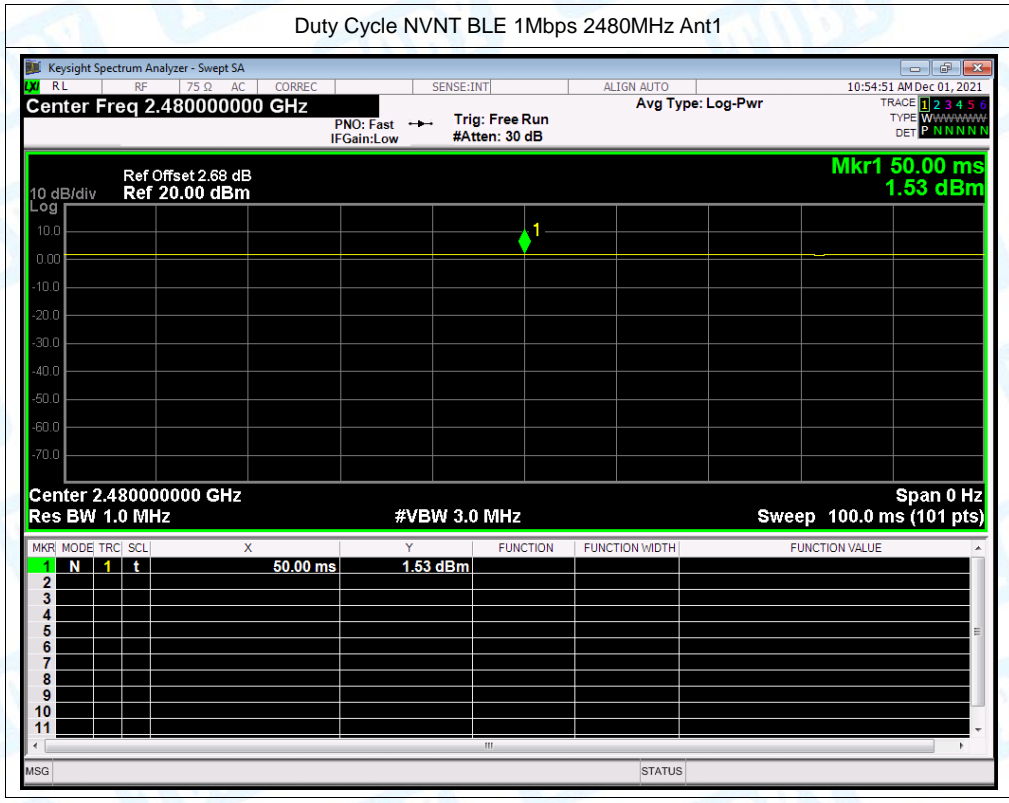 Duty Cycle NVNT BLE 1Mbps 2480MHz Ant1
Keysight Spectrum Analyzer - Swept SA
LXI RL RF 75 Ω AC CORREC SENSE:INT ALIGN AUTO 10:54:51 AM Dec 01, 2021
Center Freq 2.480000000 GHz Avg Type: Log-Pwr TRACE 1 2 3 4 5 6
PNO: Fast Trig: Free Run TYPE WWWWWW
IFGain:Low #Atten: 30 dB DET P N N N N N
Mkr1 50.00 ms
Ref Offset 2.68 dB
10 dB/div Ref 20.00 dBm 1.53 dBm
Log
10.0
1
0.00
-10.0
-20.0
-30.0
-40.0
-50.0
-60.0
-70.0
Center 2.480000000 GHz Span 0 Hz
Res BW 1.0 MHz #VBW 3.0 MHz Sweep 100.0 ms (101 pts)
MKR MODE TRC SCL X Y FUNCTION FUNCTION WIDTH FUNCTION VALUE
1 N 1 t 50.00 ms 1.53 dBm
2
3
4
5
6
7
8
9
10
11
MSG STATUS